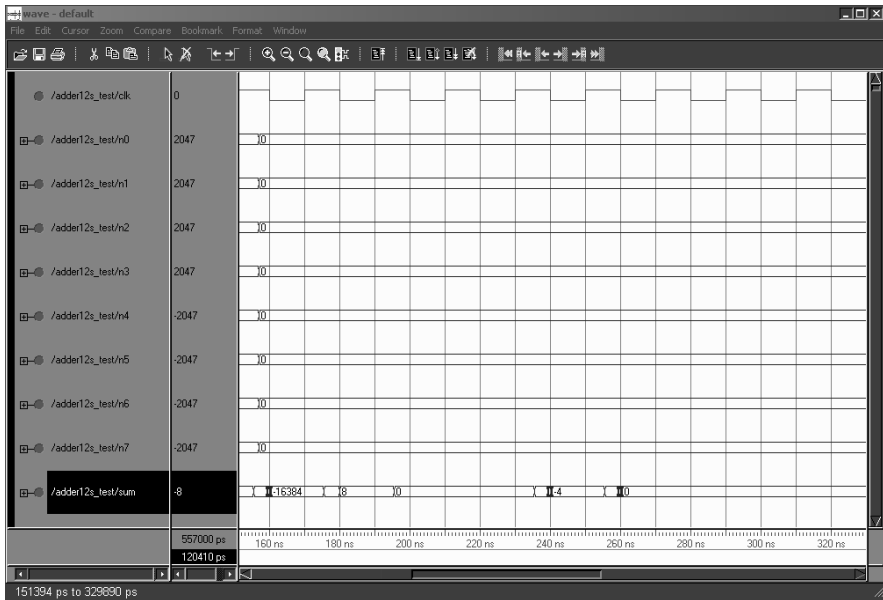 wave - default
File Edit Cursor Zoom Compare Bookmark Format Window
/adder12s_test/clk 0
/adder12s_test/n0 2047 0
/adder12s_test/n1 2047 0
/adder12s_test/n2 2047 0
/adder12s_test/n3 2047 0
/adder12s_test/n4 -2047 0
/adder12s_test/n5 -2047 0
/adder12s_test/n6 -2047 0
/adder12s_test/n7 -2047 0
/adder12s_test/sum -8 -16384 8 0 -4 0
557000 ps 160 ns 180 ns 200 ns 220 ns 240 ns 260 ns 280 ns 300 ns 320 ns
120410 ps
151394 ps to 329890 ps